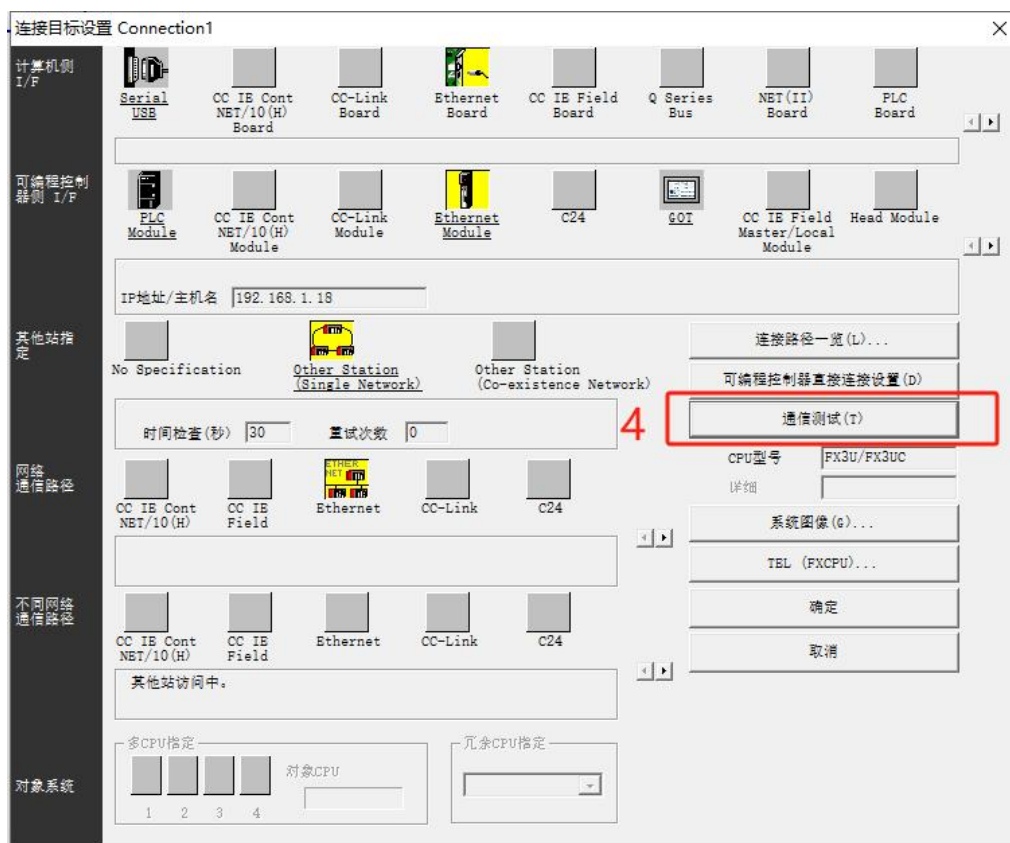 连接目标设置 Connection1
计算机侧
I/F
Serial
USB
CC IE Cont
NET/10(H)
Board
CC-Link
Board
Ethernet
Board
CC IE Field
Board
Q Series
Bus
NET(II)
Board
PLC
Board
可编程控制
器侧 I/F
PLC
Module
CC IE Cont
NET/10(H)
Module
CC-Link
Module
Ethernet
Module
C24
GOT
CC IE Field
Master/Local
Module
Head Module
IP地址/主机名 192.168.1.18
其他站指
定
No Specification
Other Station
(Single Network)
Other Station
(Co-existence Network)
连接路径一览(L)...
可编程控制器直接连接设置(D)
时间检查(秒) 30 重试次数 0
4
通信测试(T)
CPU型号 FX3U/FX3UC
详细
网络
通信路径
CC IE Cont
NET/10(H)
CC IE
Field
ETHER
NET
Ethernet
CC-Link
C24
系统图像(G)...
TEL (FXCPU)...
不同网络
通信路径
CC IE Cont
NET/10(H)
CC IE
Field
Ethernet
CC-Link
C24
确定
取消
其他站访问中。
对象系统
多CPU指定
1 2 3 4
对象CPU
冗余CPU指定